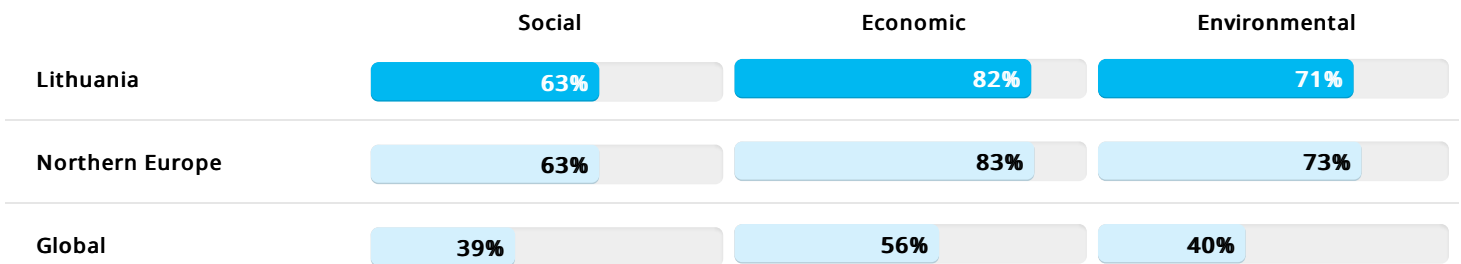 Social Economic Environmental
Lithuania 63% 82% 71%
Northern Europe 63% 83% 73%
Global 39% 56% 40%